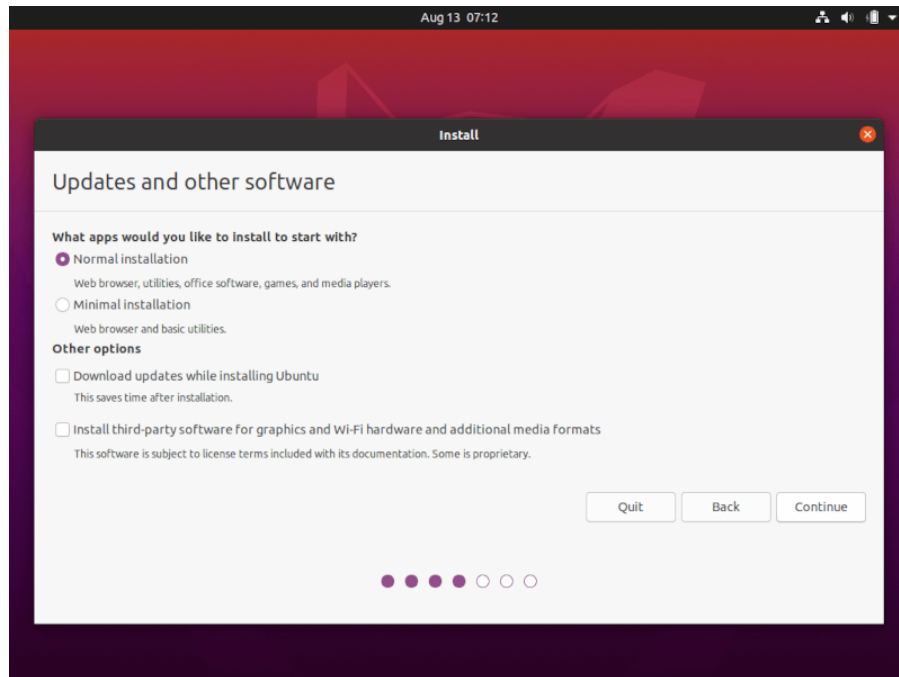 Aug 13 07:12
Install
Updates and other software
What apps would you like to install to start with?
Normal installation
Web browser, utilities, office software, games, and media players.
Minimal installation
Web browser and basic utilities.
Other options
Download updates while installing Ubuntu
This saves time after installation.
Install third-party software for graphics and Wi-Fi hardware and additional media formats
This software is subject to license terms included with its documentation. Some is proprietary.
Quit Back Continue